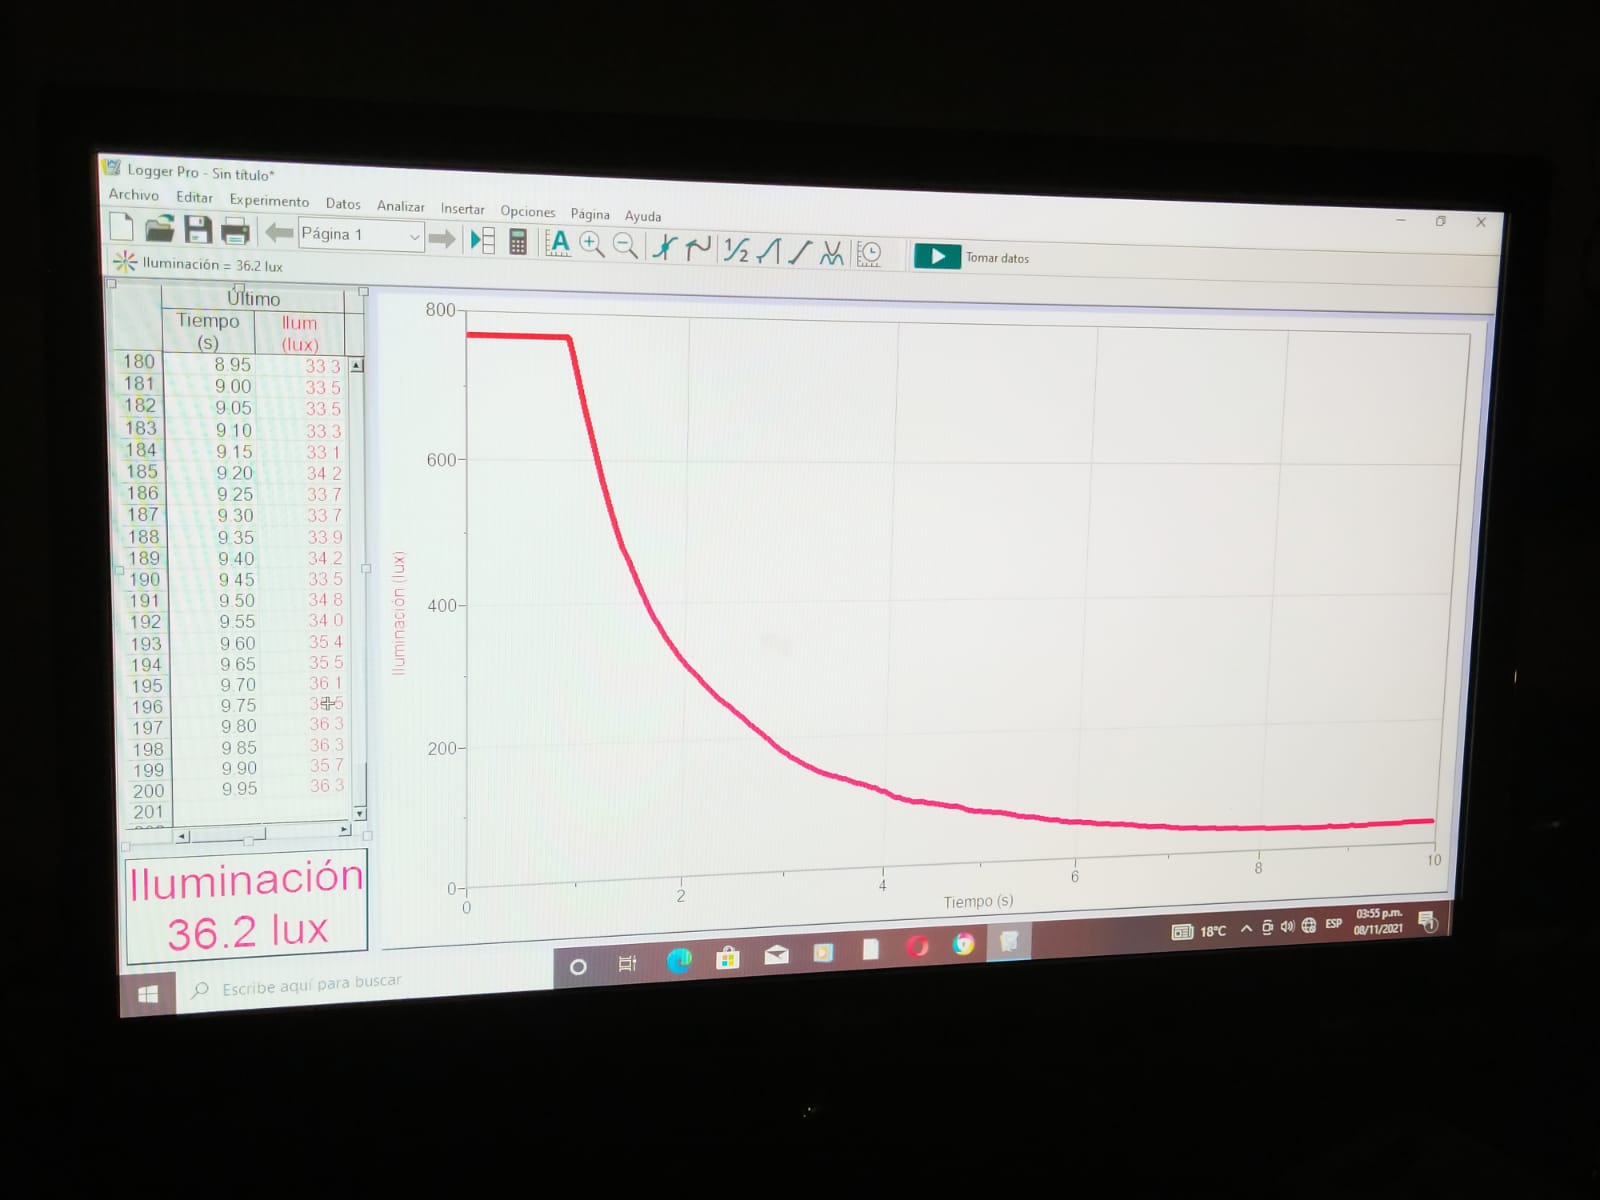 Logger Pro - Sin título*
Archivo Editar Experimento Datos Analizar Insertar Opciones Página Ayuda
Página 1
Tomar datos
Iluminación = 36.2 lux
Último
Tiempo Ilum
(s) (lux)
180 8.95 33.3
181 9.00 33.5
182 9.05 33.5
183 9.10 33.3
184 9.15 33.1
185 9.20 34.2
186 9.25 33.7
187 9.30 33.7
188 9.35 33.9
189 9.40 34.2
190 9.45 33.5
191 9.50 34.8
192 9.55 34.0
193 9.60 35.4
194 9.65 35.5
195 9.70 36.1
196 9.75
197 9.80 36.3
198 9.85 36.3
199 9.90 35.7
200 9.95 36.3
201
Iluminación
36.2 lux
800
600
400
200
0
Iluminación (lux)
0 2 4 6 8 10
Tiempo (s)
Escribe aquí para buscar
18°C
ESP
03:55 p.m.
08/11/2021
1